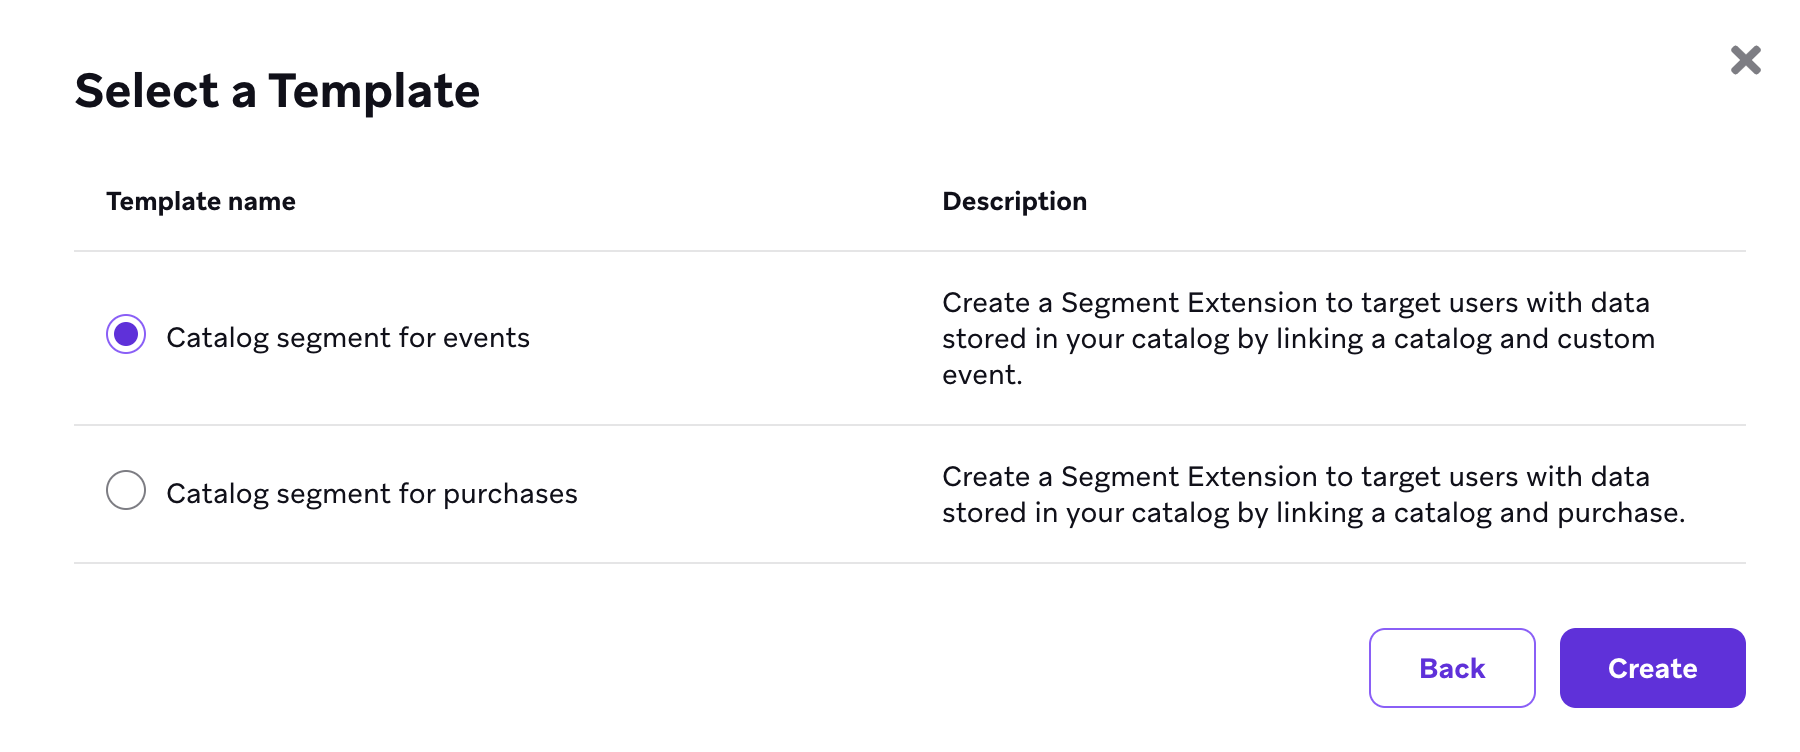 Select a Template
Template name
Description
Catalog segment for events
Create a Segment Extension to target users with data
stored in your catalog by linking a catalog and custom
event.
Catalog segment for purchases
Create a Segment Extension to target users with data
stored in your catalog by linking a catalog and purchase.
Back
Create